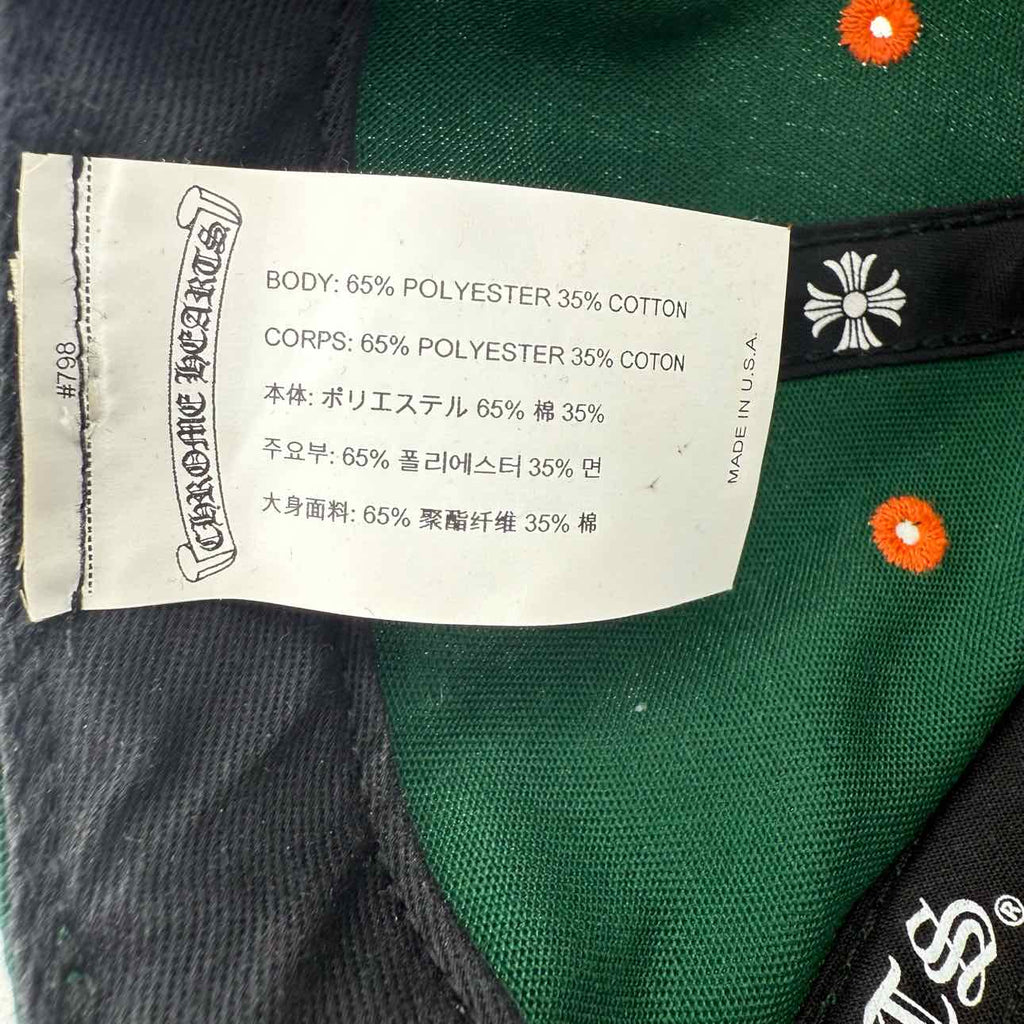 #798
CHROME HEARTS
BODY: 65% POLYESTER 35% COTTON
CORPS: 65% POLYESTER 35% COTON
本体: ポリエステル 65% 棉 35%
주요부: 65% 폴리에스터 35% 면
大身面料: 65% 聚酯纤维 35% 棉
MADE IN U.S.A.
TS®